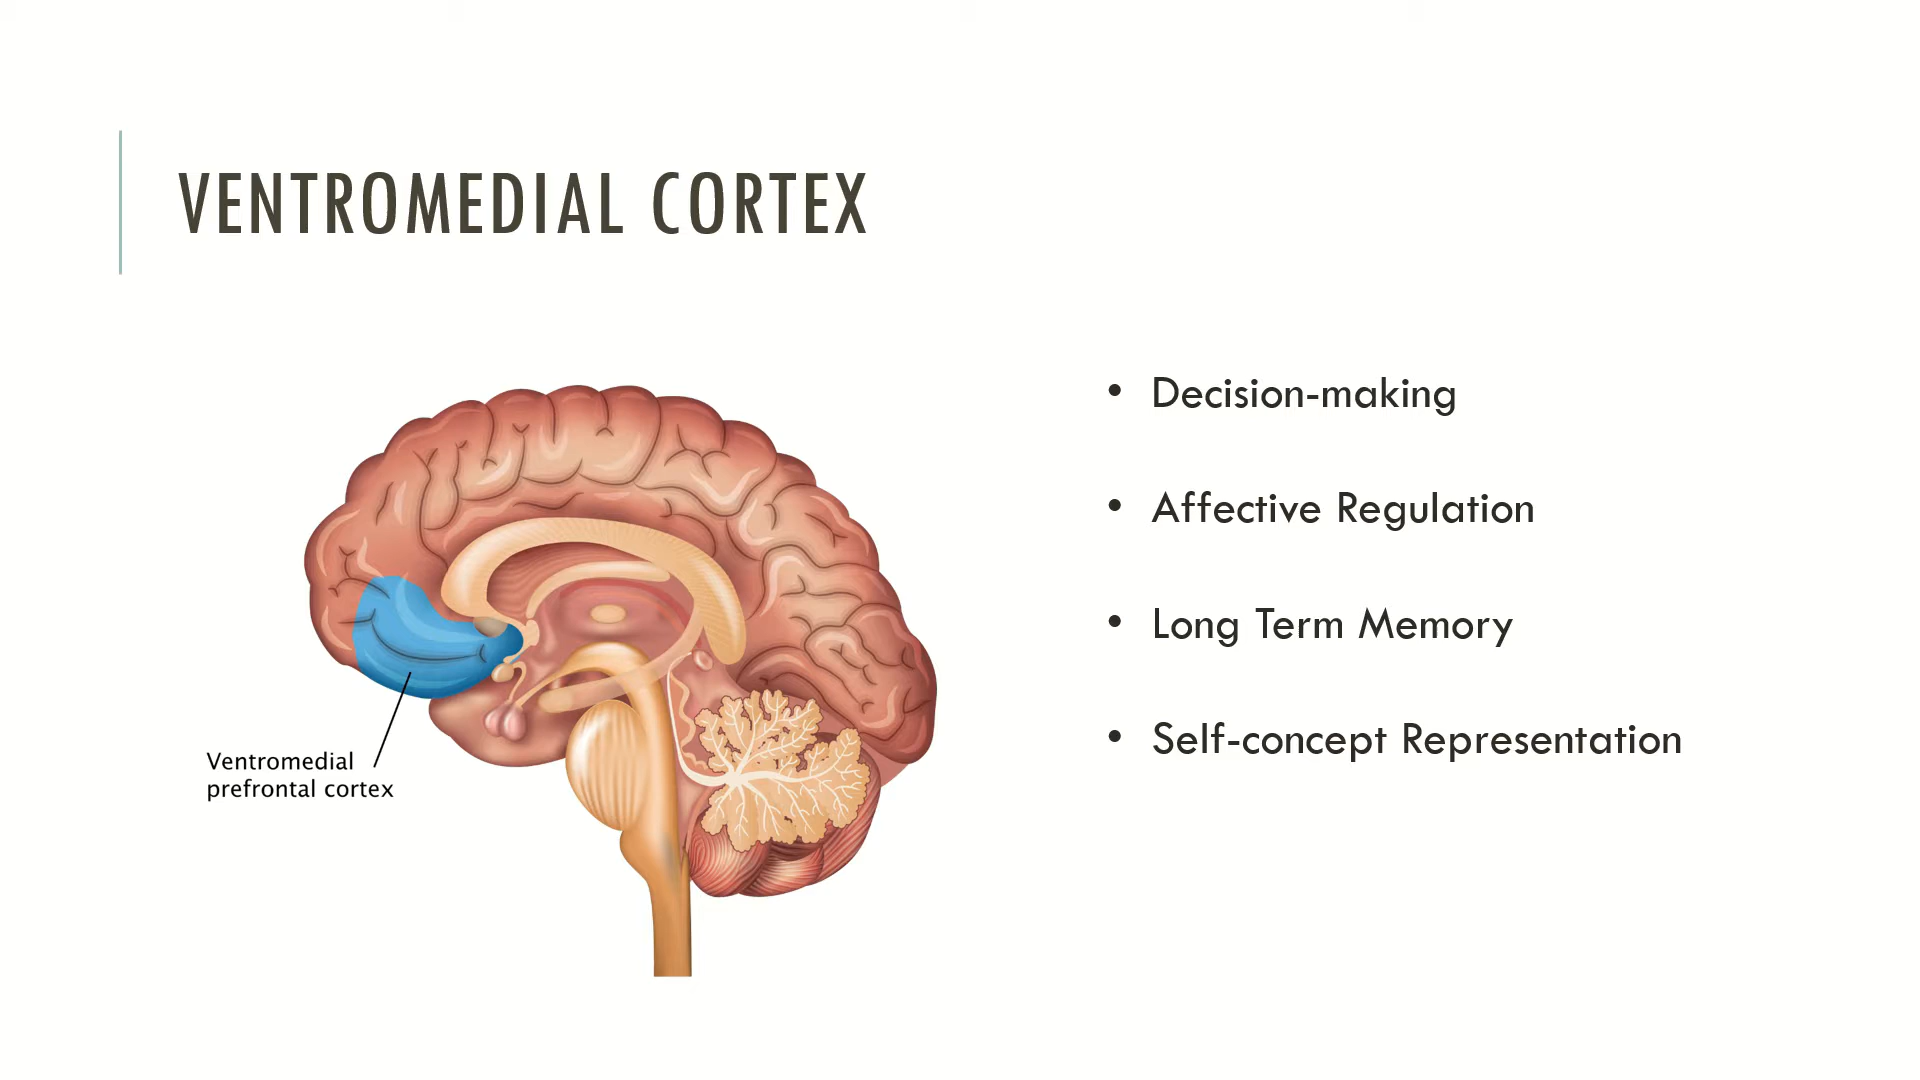 VENTROMEDIAL CORTEX
Ventromedial
prefrontal cortex
• Decision-making
• Affective Regulation
• Long Term Memory
• Self-concept Representation